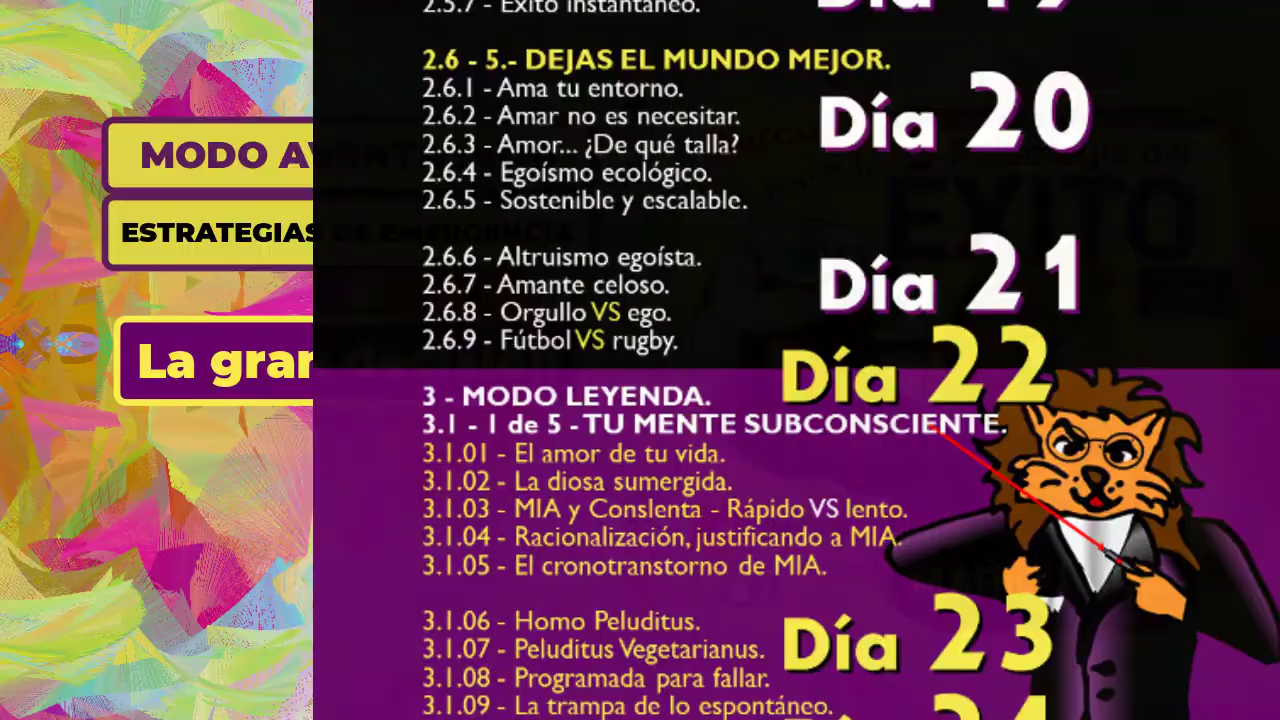 2.5.7 - Éxito instantáneo.
Día 19
2.6 - 5.- DEJAS EL MUNDO MEJOR.
2.6.1 - Ama tu entorno.
2.6.2 - Amar no es necesitar.
2.6.3 - Amor... ¿De qué talla?
2.6.4 - Egoísmo ecológico.
2.6.5 - Sostenible y escalable.
Día 20
2.6.6 - Altruismo egoísta.
2.6.7 - Amante celoso.
2.6.8 - Orgullo VS ego.
2.6.9 - Fútbol VS rugby.
Día 21
Día 22
3 - MODO LEYENDA.
3.1 - 1 de 5 - TU MENTE SUBCONSCIENTE.
3.1.01 - El amor de tu vida.
3.1.02 - La diosa sumergida.
3.1.03 - MIA y Conslenta - Rápido VS lento.
3.1.04 - Racionalización, justificando a MIA.
3.1.05 - El cronotranstorno de MIA.
3.1.06 - Homo Peluditus.
3.1.07 - Peluditus Vegetarianus.
3.1.08 - Programada para fallar.
3.1.09 - La trampa de lo espontáneo.
Día 23
MODO
ESTRATEGIAS DE EMERGENCIA
La gran
ÉXITO